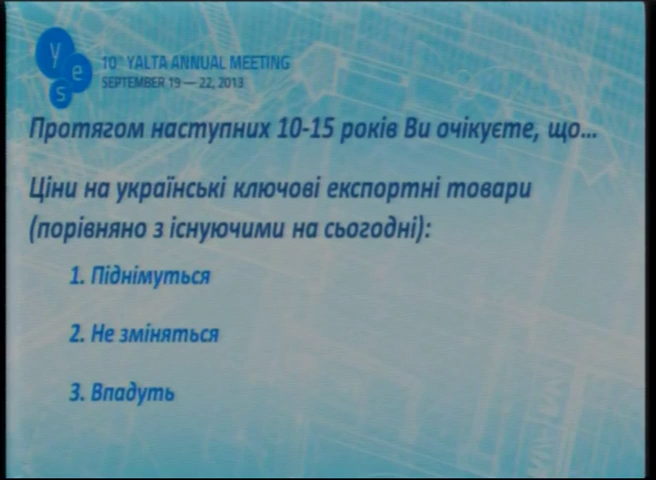 yes
10th YALTA ANNUAL MEETING
SEPTEMBER 19 — 22, 2013
Протягом наступних 10-15 років Ви очікуєте, що...
Ціни на українські ключові експортні товари
(порівняно з існуючими на сьогодні):
1. Піднімуться
2. Не зміняться
3. Впадуть